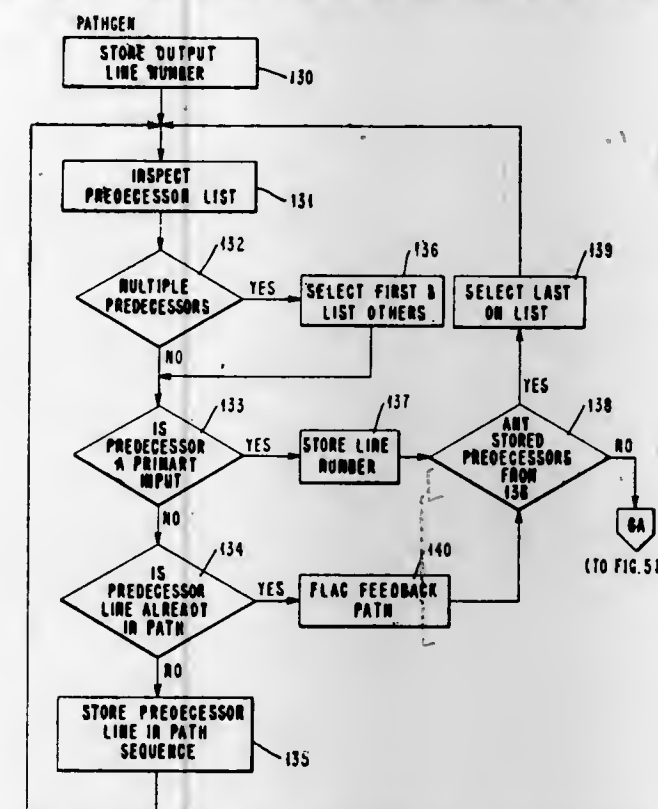 PATHGEN
STORE OUTPUT
LINE NUMBER
130
INSPECT
PREDECESSOR LIST
131
132
MULTIPLE
PREDECESSORS
YES
NO
136
SELECT FIRST &
LIST OTHERS
139
SELECT LAST
ON LIST
YES
133
IS
PREDECESSOR
A PRIMARY
INPUT
YES
NO
137
STORE LINE
NUMBER
138
ANY
STORED
PREDECESSORS
FROM
136
NO
6A
(TO FIG.5)
134
IS
PREDECESSOR
LINE ALREADY
IN PATH
YES
NO
140
FLAG FEEDBACK
PATH
STORE PREDECESSOR
LINE IN PATH
SEQUENCE
135